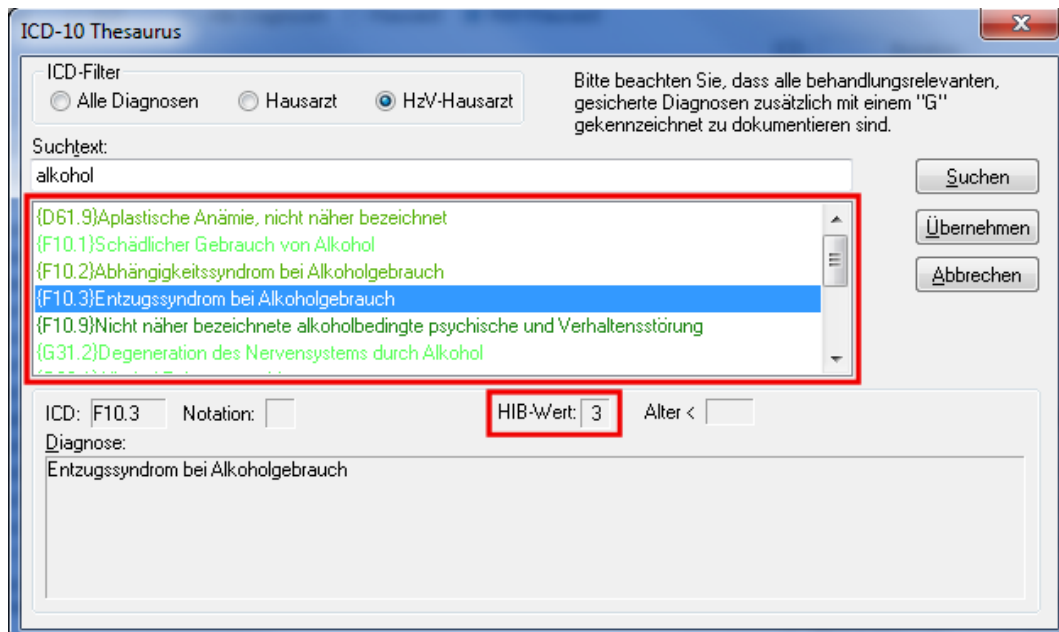 ICD-10 Thesaurus
ICD-Filter
Alle Diagnosen Hausarzt HzV-Hausarzt
Bitte beachten Sie, dass alle behandlungsrelevanten,
gesicherte Diagnosen zusätzlich mit einem "G"
gekennzeichnet zu dokumentieren sind.
Suchtext:
alkohol
Suchen
{D61.9}Aplastische Anämie, nicht näher bezeichnet
{F10.1}Schädlicher Gebrauch von Alkohol
{F10.2}Abhängigkeitssyndrom bei Alkoholgebrauch
{F10.3}Entzugssyndrom bei Alkoholgebrauch
{F10.9}Nicht näher bezeichnete alkoholbedingte psychische und Verhaltensstörung
{G31.2}Degeneration des Nervensystems durch Alkohol
Übernehmen
Abbrechen
ICD: F10.3 Notation: HIB-Wert: 3 Alter <
Diagnose:
Entzugssyndrom bei Alkoholgebrauch